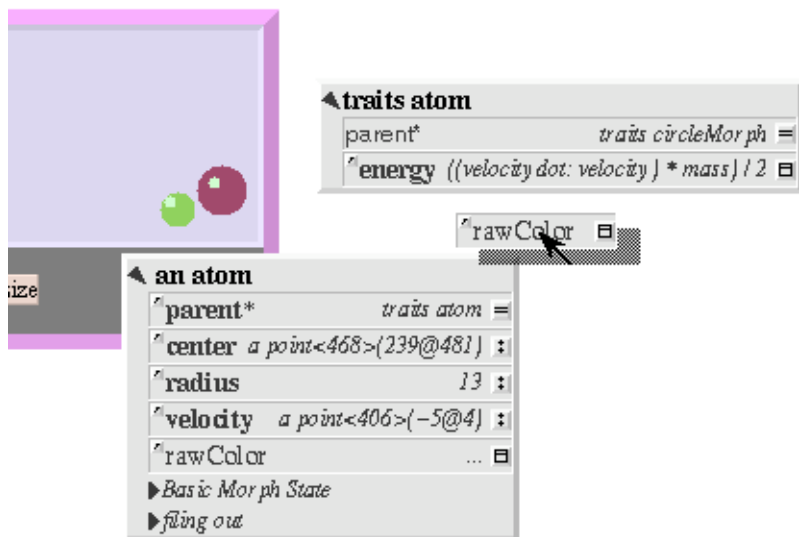 traits atom
parent* traits circleMorph =
energy ((velocity dot: velocity ) * mass) / 2
rawColor
size
an atom
parent* traits atom =
center a point<468>(239@481) :
radius 13 :
velocity a point<406>(-5@4) :
rawColor ...
Basic Morph State
filing out